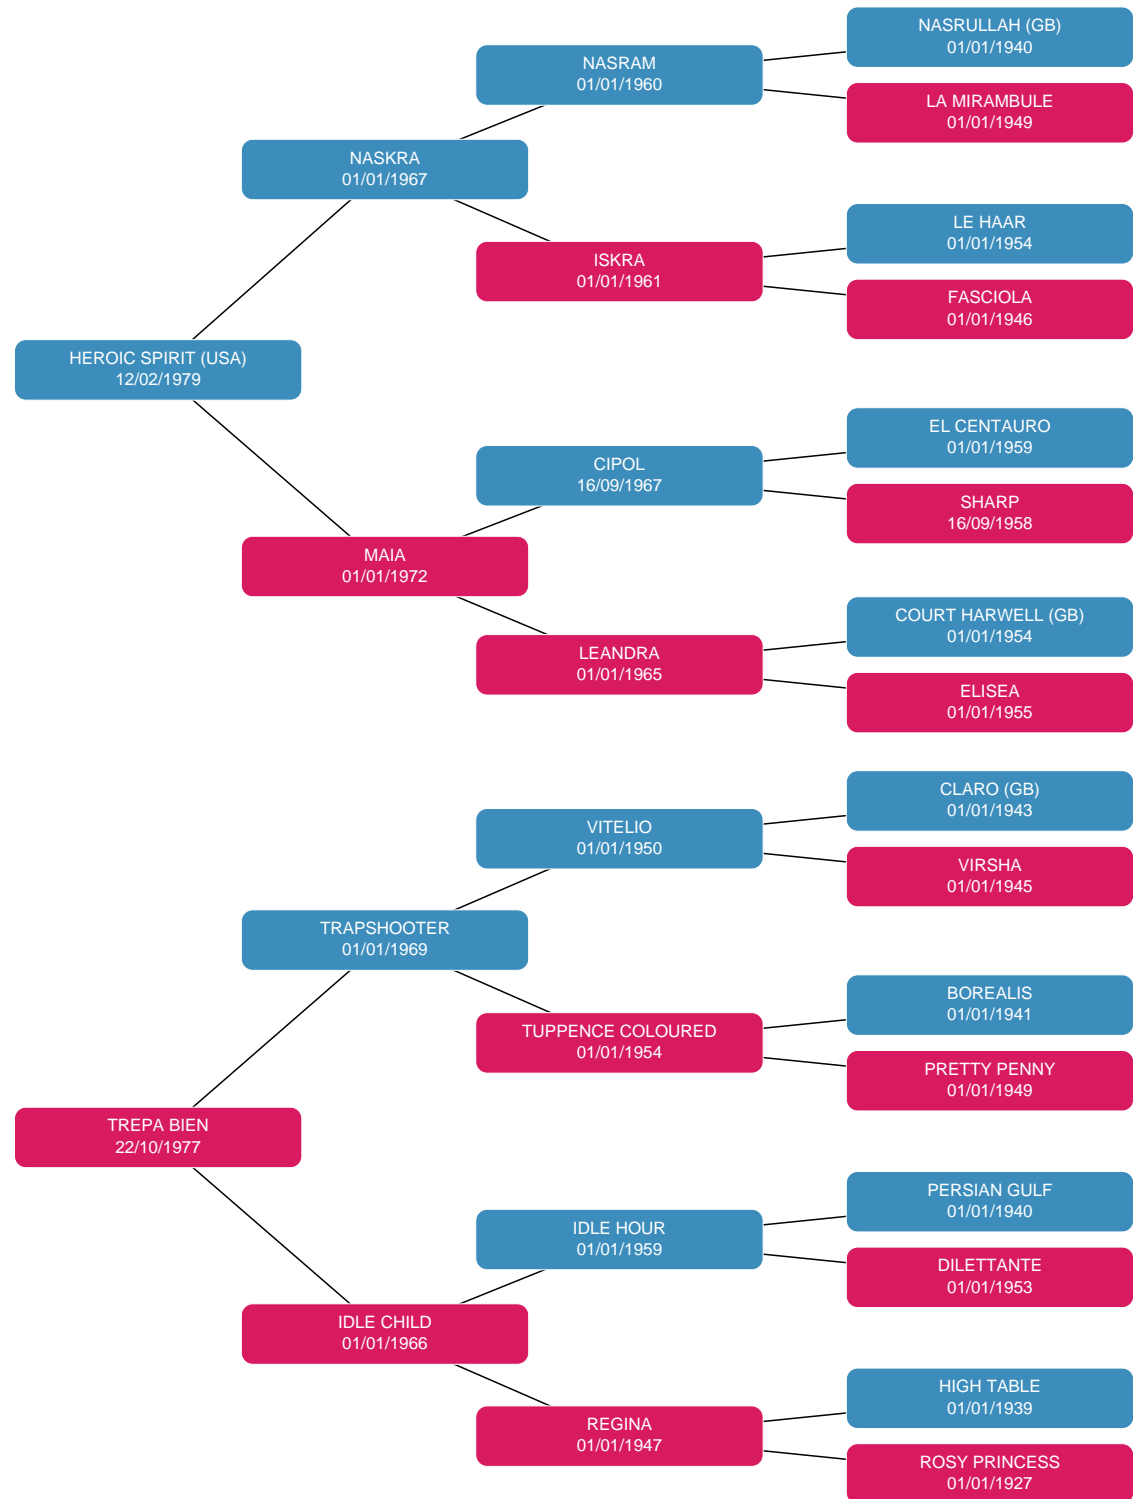 NASRULLAH (GB)
01/01/1940
NASRAM
01/01/1960
LA MIRAMBULE
01/01/1949
NASKRA
01/01/1967
LE HAAR
01/01/1954
ISKRA
01/01/1961
FASCIOLA
01/01/1946
HEROIC SPIRIT (USA)
12/02/1979
EL CENTAURO
01/01/1959
CIPOL
16/09/1967
SHARP
16/09/1958
MAIA
01/01/1972
COURT HARWELL (GB)
01/01/1954
LEANDRA
01/01/1965
ELISEA
01/01/1955
CLARO (GB)
01/01/1943
VITELIO
01/01/1950
VIRSHA
01/01/1945
TRAPSHOOTER
01/01/1969
BOREALIS
01/01/1941
TUPPENCE COLOURED
01/01/1954
PRETTY PENNY
01/01/1949
TREPA BIEN
22/10/1977
PERSIAN GULF
01/01/1940
IDLE HOUR
01/01/1959
DILETTANTE
01/01/1953
IDLE CHILD
01/01/1966
HIGH TABLE
01/01/1939
REGINA
01/01/1947
ROSY PRINCESS
01/01/1927